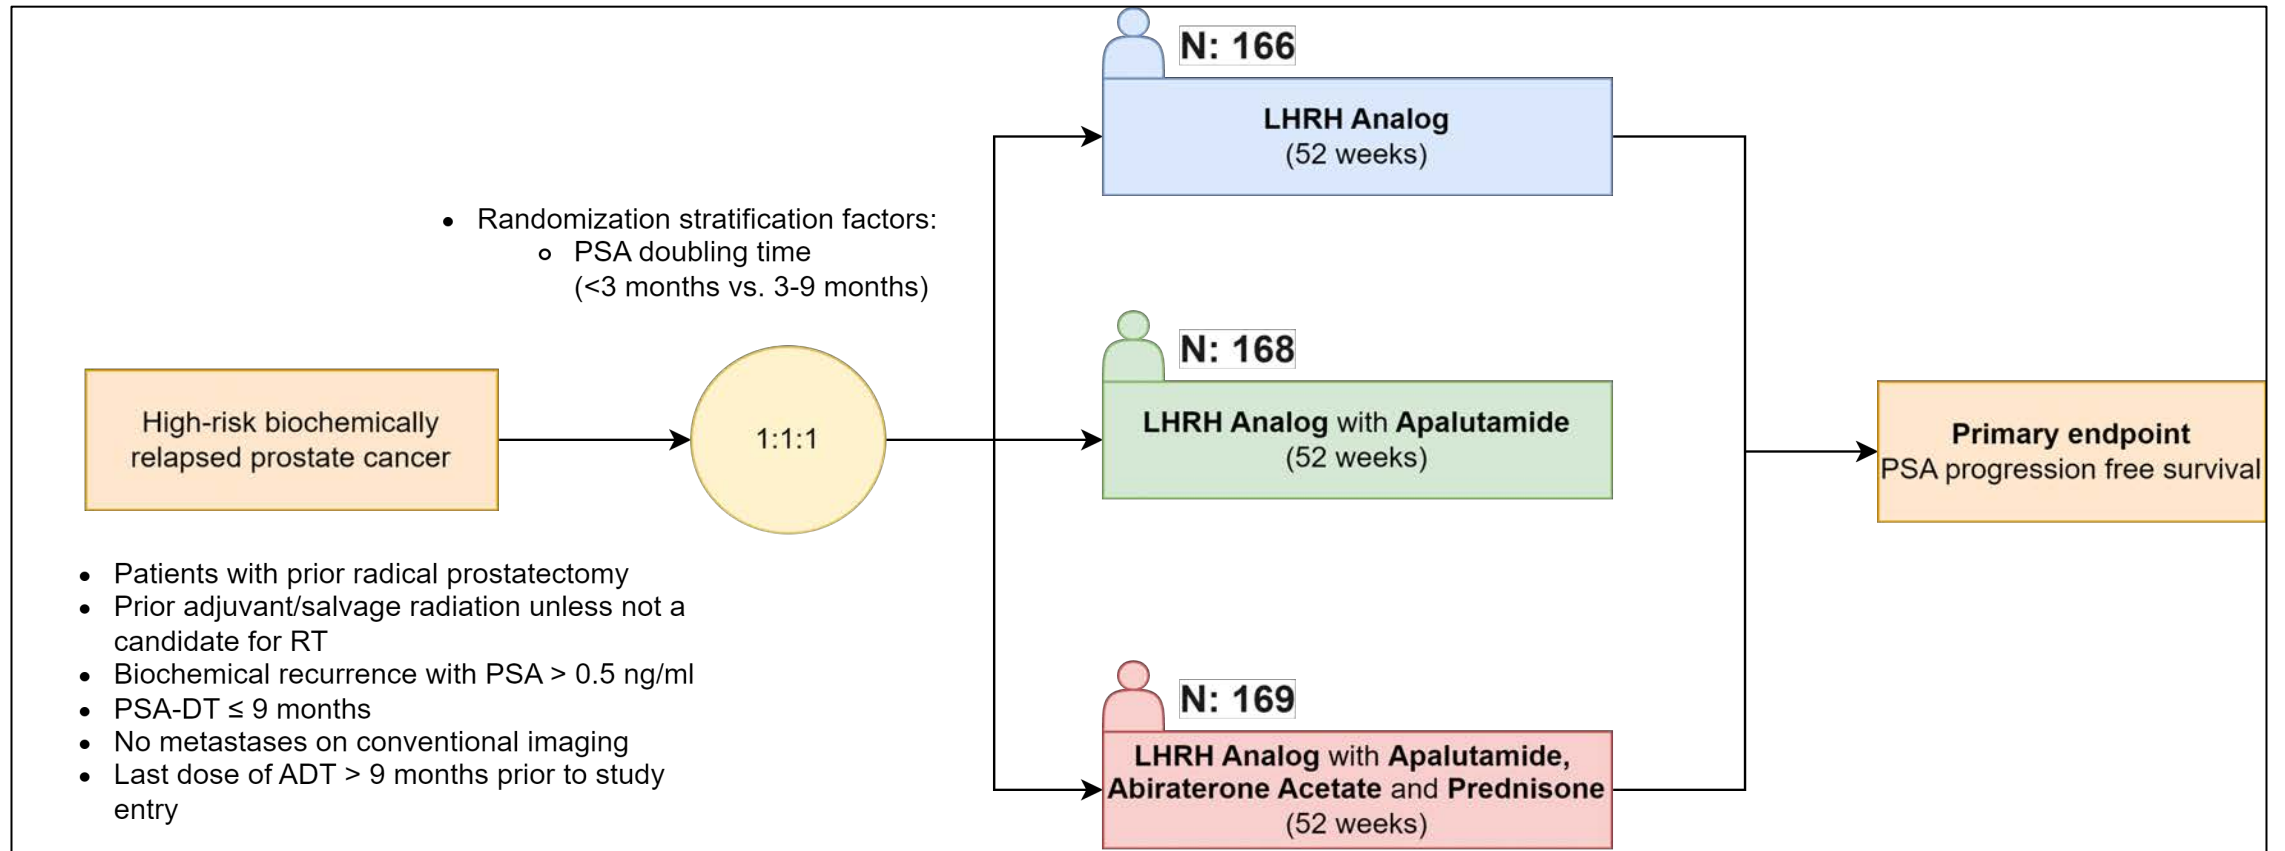 High-risk biochemically
relapsed prostate cancer
• Patients with prior radical prostatectomy
• Prior adjuvant/salvage radiation unless not a
candidate for RT
• Biochemical recurrence with PSA > 0.5 ng/ml
• PSA-DT ≤ 9 months
• No metastases on conventional imaging
• Last dose of ADT > 9 months prior to study
entry
• Randomization stratification factors:
o PSA doubling time
(<3 months vs. 3-9 months)
1:1:1
N: 166
LHRH Analog
(52 weeks)
N: 168
LHRH Analog with Apalutamide
(52 weeks)
N: 169
LHRH Analog with Apalutamide,
Abiraterone Acetate and Prednisone
(52 weeks)
Primary endpoint
PSA progression free survival